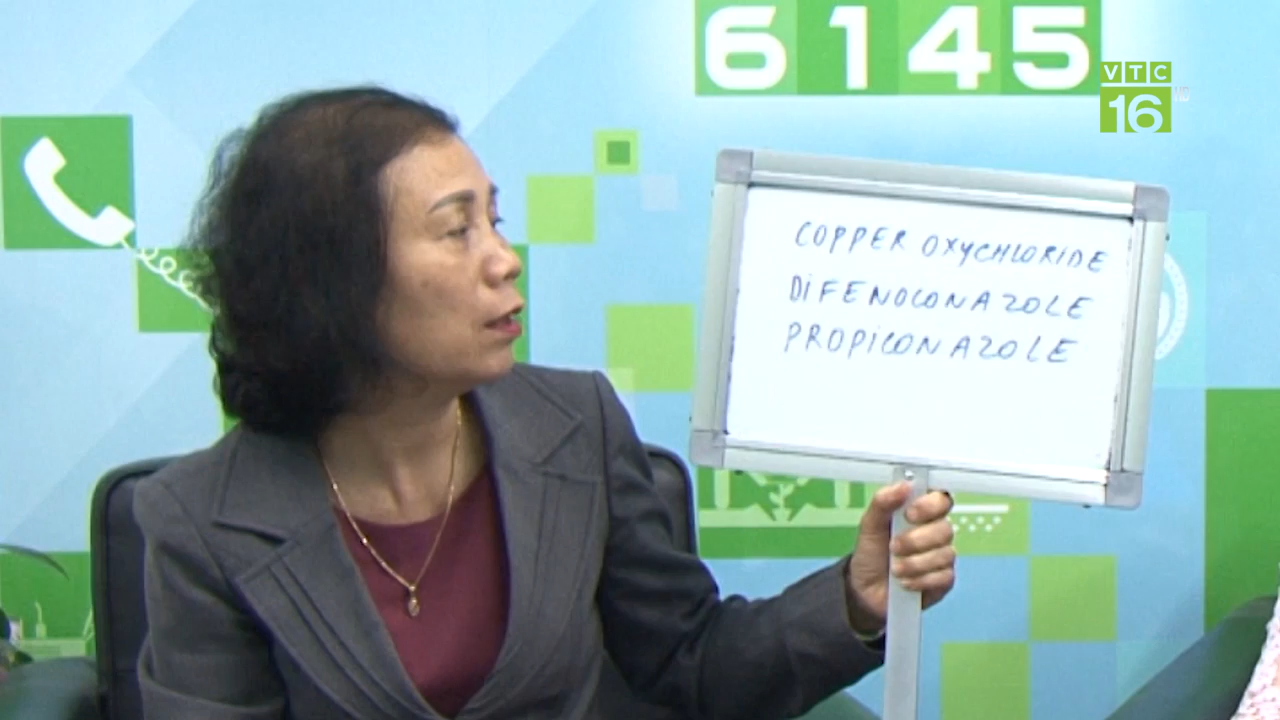 6145
VTC
16
COPPER OXYCHLORIDE
DIFENOCONAZOLE
PROPICONAZOLE